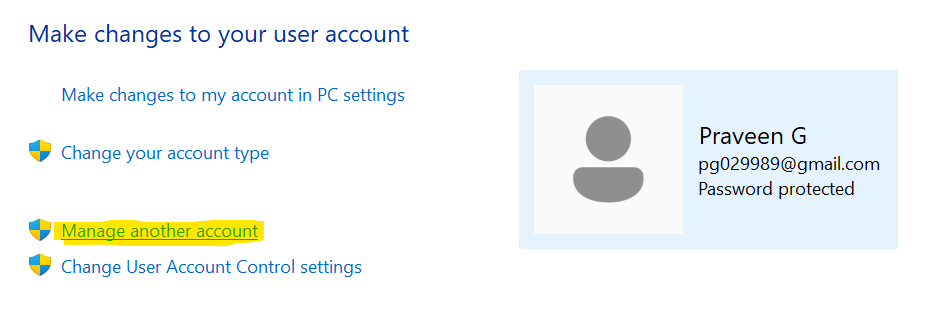 Make changes to your user account
Make changes to my account in PC settings
Change your account type
Manage another account
Change User Account Control settings
Praveen G
pg029989@gmail.com
Password protected